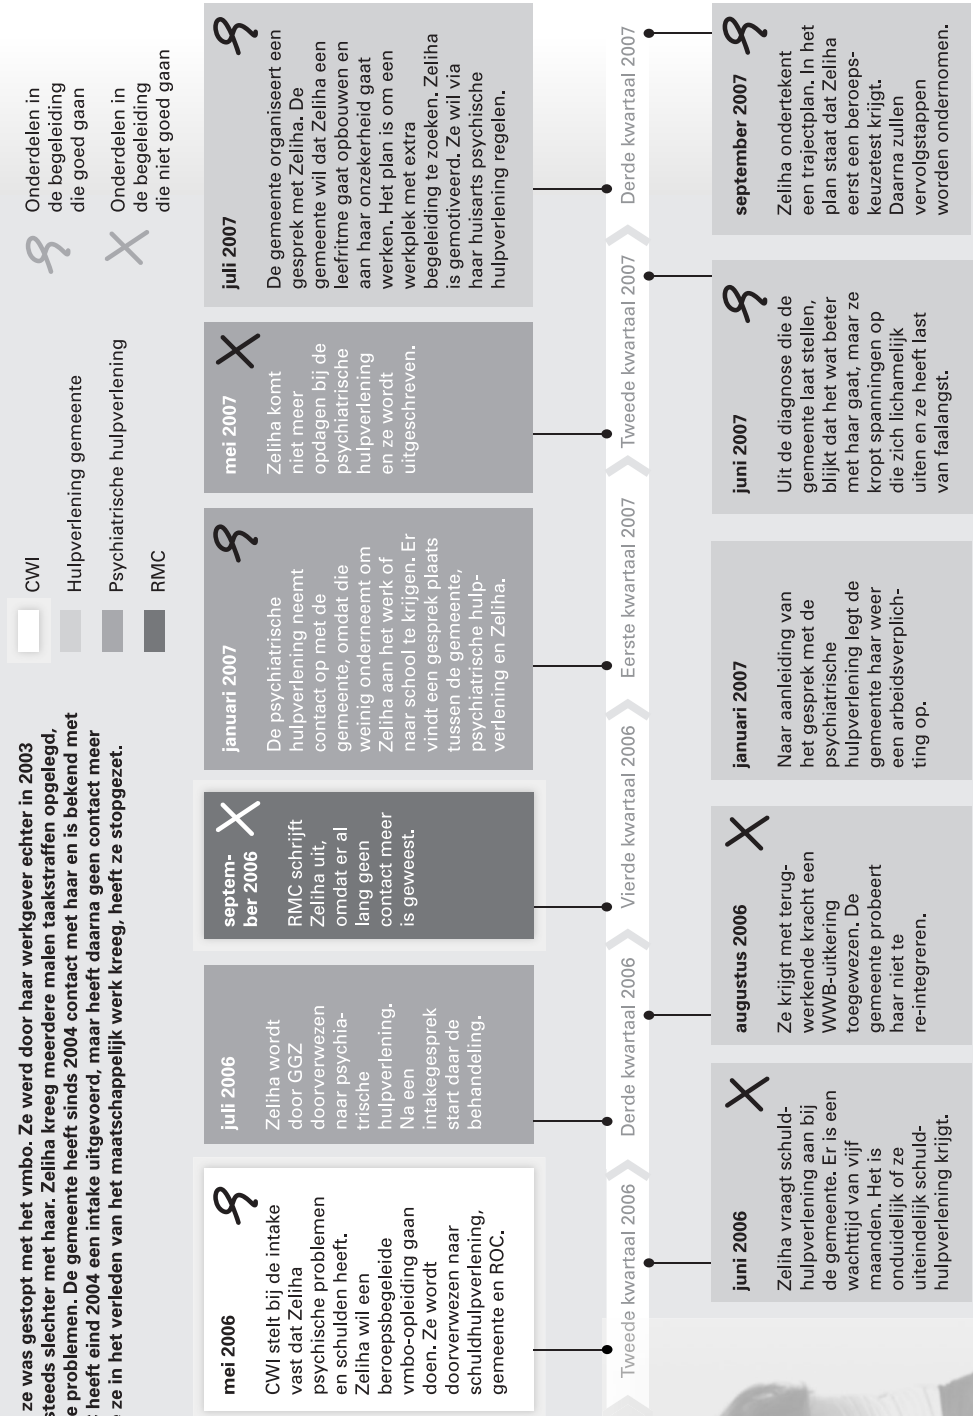 ze was gestopt met het vmbo. Ze werd door haar werkgever echter in 2003
steeds slechter met haar. Zeliha kreeg meerdere malen taakstraffen opgelegd,
problemen. De gemeente heeft sinds 2004 contact met haar en is bekend met
heeft eind 2004 een intake uitgevoerd, maar heeft daarna geen contact meer
ze in het verleden van het maatschappelijk werk kreeg, heeft ze stopgezet.
CWI
Hulpverlening gemeente
Psychiatrische hulpverlening
RMC
Onderdelen in
de begeleiding
die goed gaan
Onderdelen in
de begeleiding
die niet goed gaan
mei 2006
CWI stelt bij de intake
vast dat Zeliha
psychische problemen
en schulden heeft.
Zeliha wil een
beroepsbegeleide
vmbo-opleiding gaan
doen. Ze wordt
doorverwezen naar
schuldhulpverlening,
gemeente en ROC.
juli 2006
Zeliha wordt
door GGZ
doorverwezen
naar psychia-
trische
hulpverlening.
Na een
intakegesprek
start daar de
behandeling.
septem-
ber 2006
RMC schrijft
Zeliha uit,
omdat er al
lang geen
contact meer
is geweest.
januari 2007
De psychiatrische
hulpverlening neemt
contact op met de
gemeente, omdat die
weinig onderneemt om
Zeliha aan het werk of
naar school te krijgen. Er
vindt een gesprek plaats
tussen de gemeente,
psychiatrische hulp-
verlening en Zeliha.
mei 2007
Zeliha komt
niet meer
opdagen bij de
psychiatrische
hulpverlening
en ze wordt
uitgeschreven.
juli 2007
De gemeente organiseert een
gesprek met Zeliha. De
gemeente wil dat Zeliha een
leefritme gaat opbouwen en
aan haar onzekerheid gaat
werken. Het plan is om een
werkplek met extra
begeleiding te zoeken. Zeliha
is gemotiveerd. Ze wil via
haar huisarts psychische
hulpverlening regelen.
Tweede kwartaal 2006
Derde kwartaal 2006
Vierde kwartaal 2006
Eerste kwartaal 2007
Tweede kwartaal 2007
Derde kwartaal 2007
juni 2006
Zeliha vraagt schuld-
hulpverlening aan bij
de gemeente. Er is een
wachttijd van vijf
maanden. Het is
onduidelijk of ze
uiteindelijk schuld-
hulpverlening krijgt.
augustus 2006
Ze krijgt met terug-
werkende kracht een
WWB-uitkering
toegewezen. De
gemeente probeert
haar niet te
re-integreren.
januari 2007
Naar aanleiding van
het gesprek met de
psychiatrische
hulpverlening legt de
gemeente haar weer
een arbeidsverplich-
ting op.
juni 2007
Uit de diagnose die de
gemeente laat stellen,
blijkt dat het wat beter
met haar gaat, maar ze
kropt spanningen op
die zich lichamelijk
uiten en ze heeft last
van faalangst.
september 2007
Zeliha ondertekent
een trajectplan. In het
plan staat dat Zeliha
eerst een beroeps-
keuzetest krijgt.
Daarna zullen
vervolgstappen
worden ondernomen.